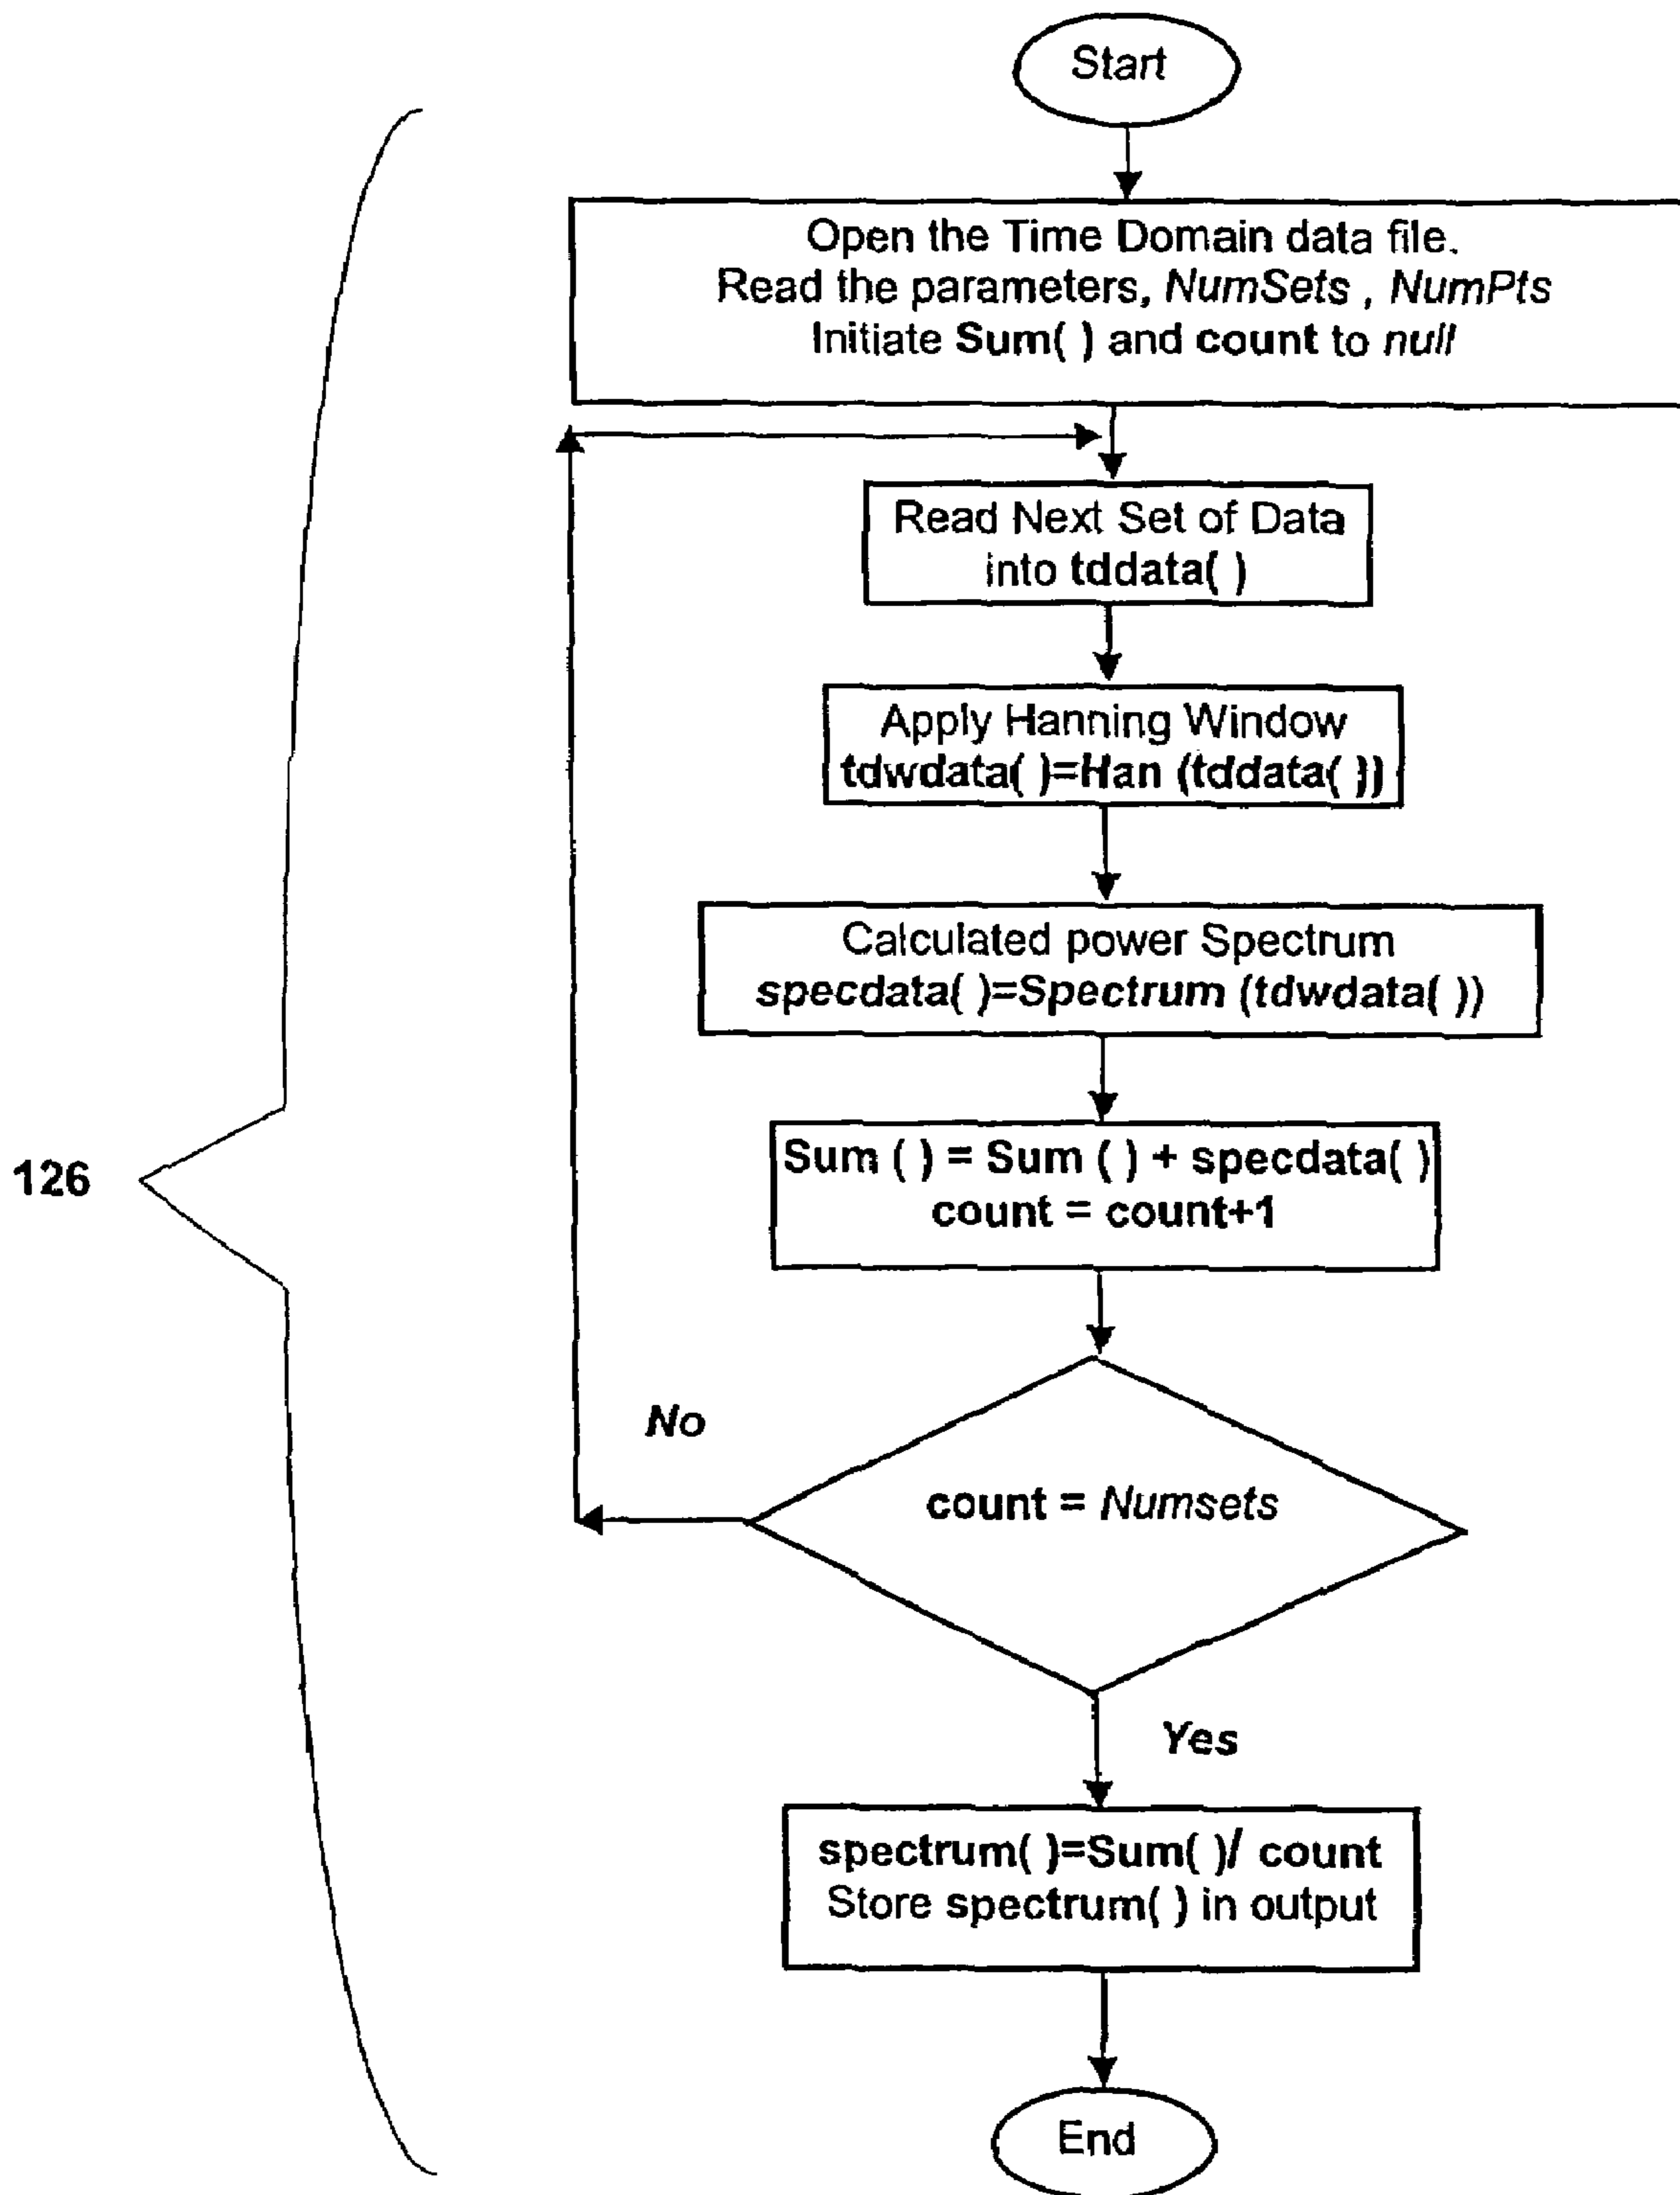 Start
Open the Time Domain data file.
Read the parameters, NumSets , NumPts
Initiate Sum( ) and count to null
Read Next Set of Data
into tddata( )
Apply Hanning Window
tdwdata( )=Han (tddata( ))
Calculated power Spectrum
specdata( )=Spectrum (tdwdata( ))
126
Sum ( ) = Sum ( ) + specdata( )
count = count+1
No
count = Numsets
Yes
spectrum( )=Sum( )/ count
Store spectrum( ) in output
End